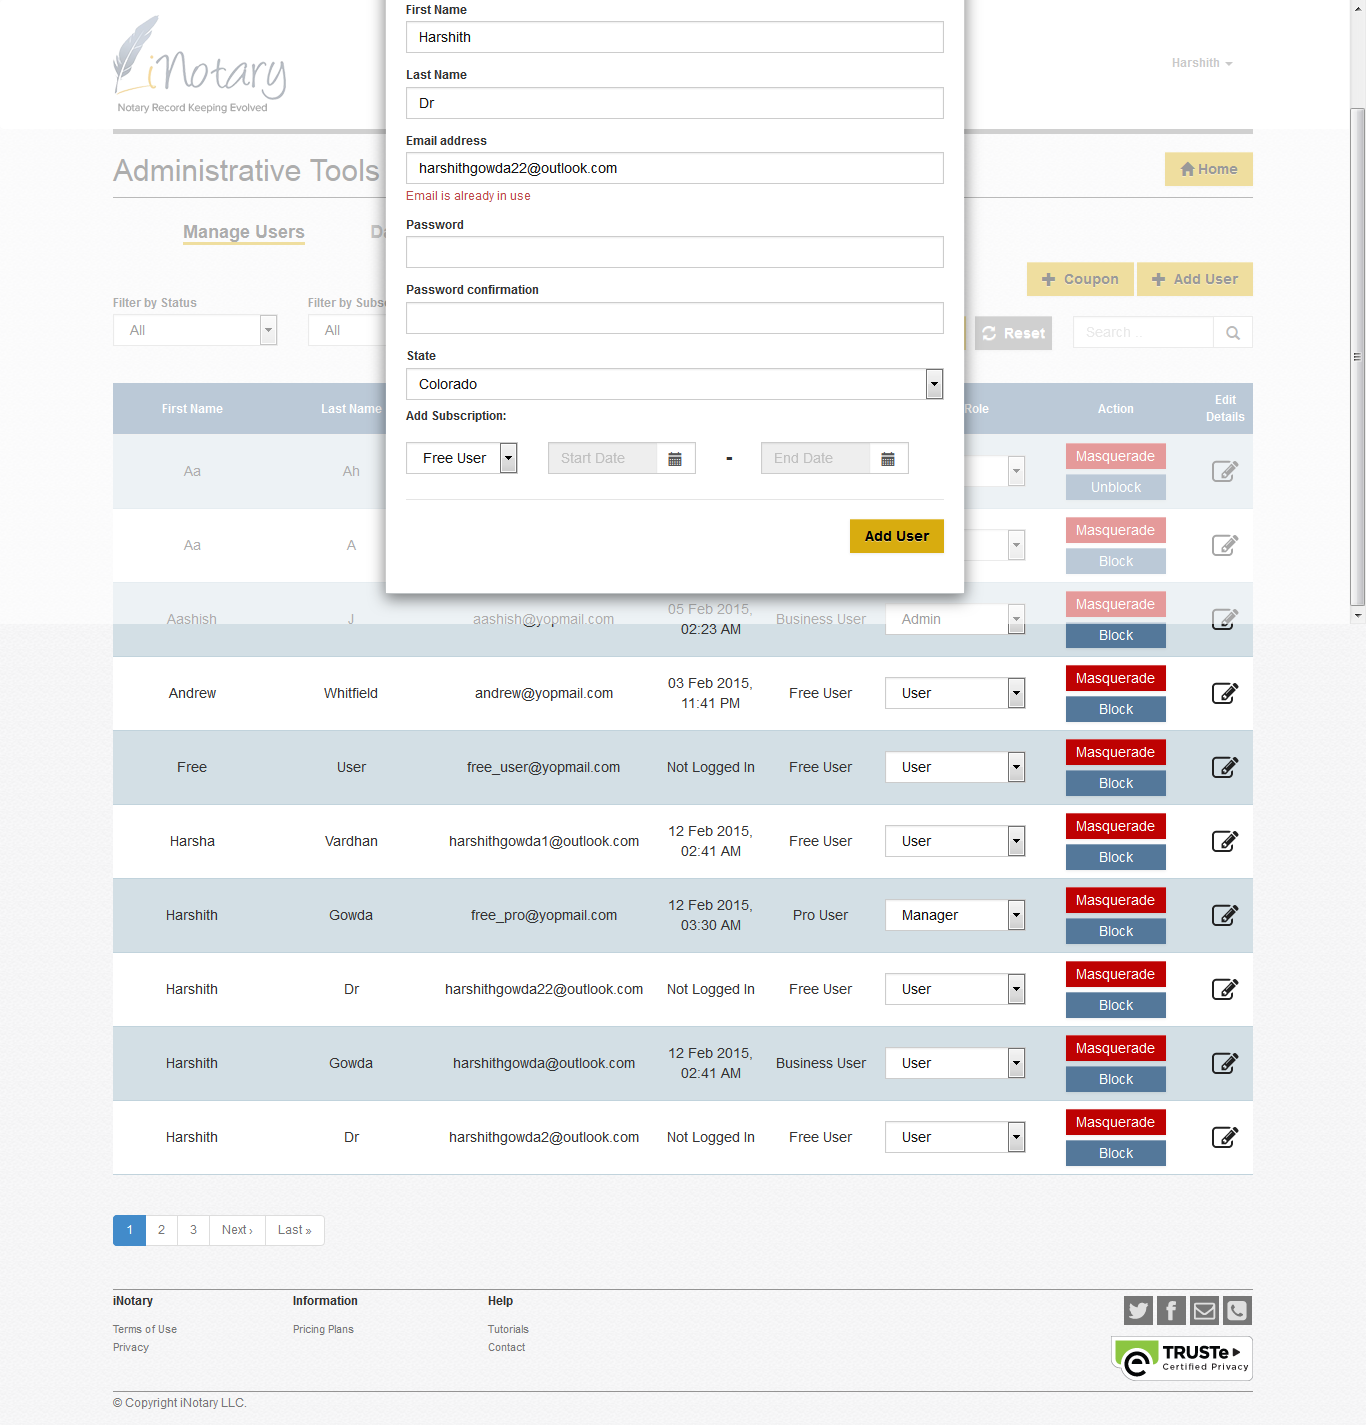 First Name
Harshith
iNotary
Notary Record Keeping Evolved
Harshith
Last Name
Dr
Email address
harshithgowda22@outlook.com
Email is already in use
Administrative Tools
Home
Manage Users
Password
Password confirmation
Coupon
Add User
Filter by Status
All
Filter by Subs
All
Reset
Search ..
State
Colorado
Add Subscription:
Free User
Start Date
-
End Date
Add User
First Name
Last Name
Role
Action
Edit
Details
Aa
Ah
Masquerade
Unblock
Aa
A
Masquerade
Block
Aashish
J
aashish@yopmail.com
05 Feb 2015,
02:23 AM
Business User
Admin
Masquerade
Block
Andrew
Whitfield
andrew@yopmail.com
03 Feb 2015,
11:41 PM
Free User
User
Masquerade
Block
Free
User
free_user@yopmail.com
Not Logged In
Free User
User
Masquerade
Block
Harsha
Vardhan
harshithgowda1@outlook.com
12 Feb 2015,
02:41 AM
Free User
User
Masquerade
Block
Harshith
Gowda
free_pro@yopmail.com
12 Feb 2015,
03:30 AM
Pro User
Manager
Masquerade
Block
Harshith
Dr
harshithgowda22@outlook.com
Not Logged In
Free User
User
Masquerade
Block
Harshith
Gowda
harshithgowda@outlook.com
12 Feb 2015,
02:41 AM
Business User
User
Masquerade
Block
Harshith
Dr
harshithgowda2@outlook.com
Not Logged In
Free User
User
Masquerade
Block
1 2 3 Next › Last »
iNotary
Terms of Use
Privacy
Information
Pricing Plans
Help
Tutorials
Contact
TRUSTe
Certified Privacy
© Copyright iNotary LLC.